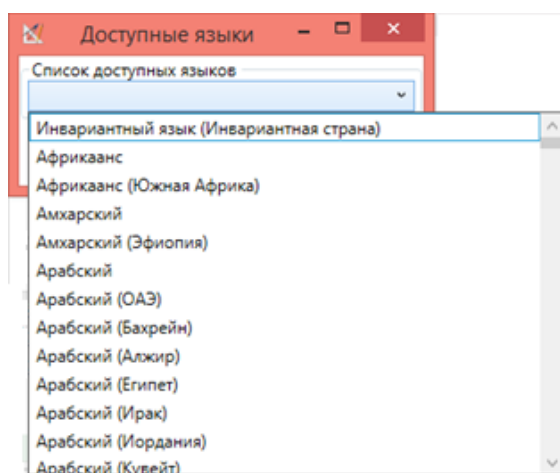 Доступные языки
Список доступных языков
Инвариантный язык (Инвариантная страна)
Африкаанс
Африкаанс (Южная Африка)
Амхарский
Амхарский (Эфиопия)
Арабский
Арабский (ОАЭ)
Арабский (Бахрейн)
Арабский (Алжир)
Арабский (Египет)
Арабский (Ирак)
Арабский (Иордания)
Арабский (Кувейт)